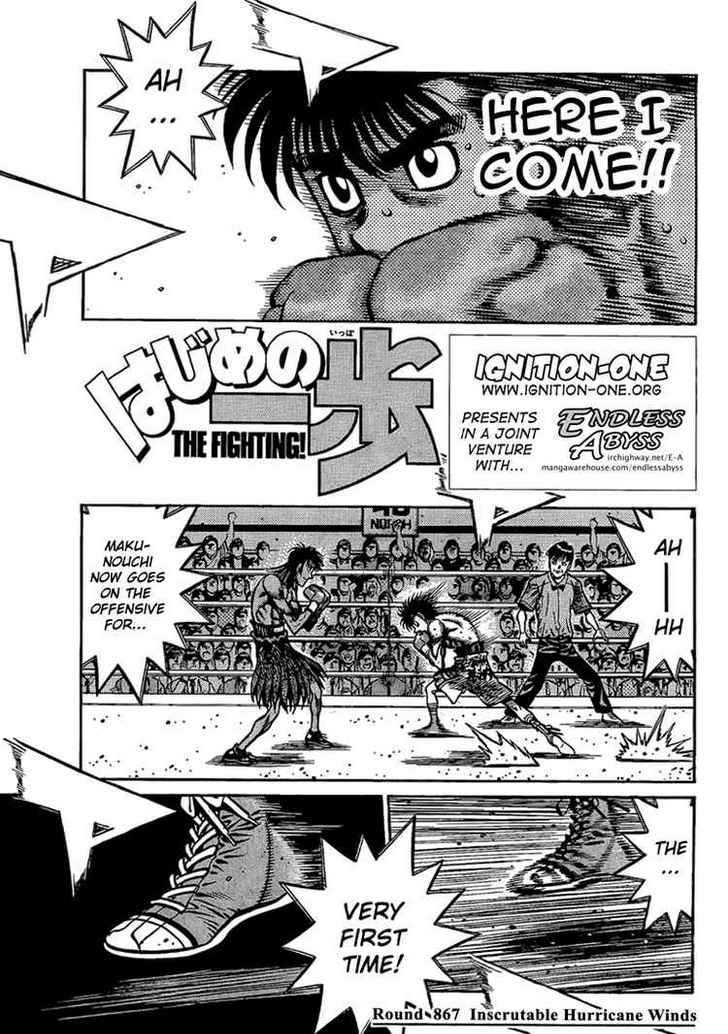 AH
...
HERE I
COME!!
はじめの一歩
いっぽ
THE FIGHTING!
IGNITION-ONE
WWW.IGNITION-ONE.ORG
PRESENTS
IN A JOINT
VENTURE
WITH...
ENDLESS
ABYSS
irchighway.net/E-A
mangawarehouse.com/endlessabyss
AH
—
HH
MAKU-
NOUCHI
NOW GOES
ON THE
OFFENSIVE
FOR...
THE
...
VERY
FIRST
TIME!
Round 867 Inscrutable Hurricane Winds